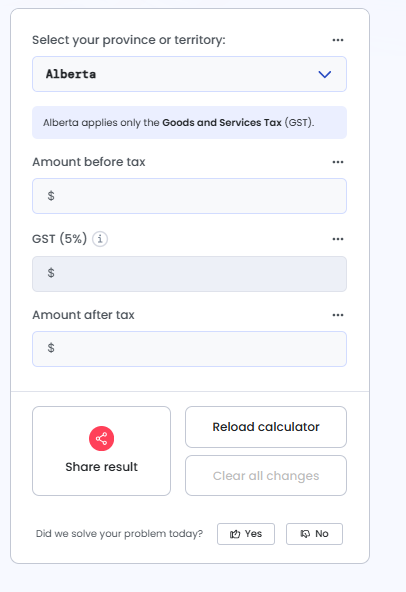 Select your province or territory: ...
Alberta
Alberta applies only the Goods and Services Tax (GST).
Amount before tax ...
$
GST (5%) i ...
$
Amount after tax ...
$
Share result
Reload calculator
Clear all changes
Did we solve your problem today? Yes No